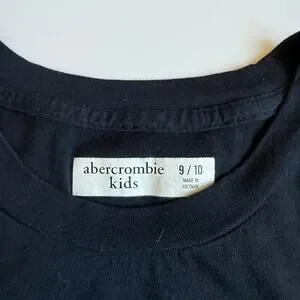 abercrombie
kids
9 / 10
MADE IN
VIETNAM